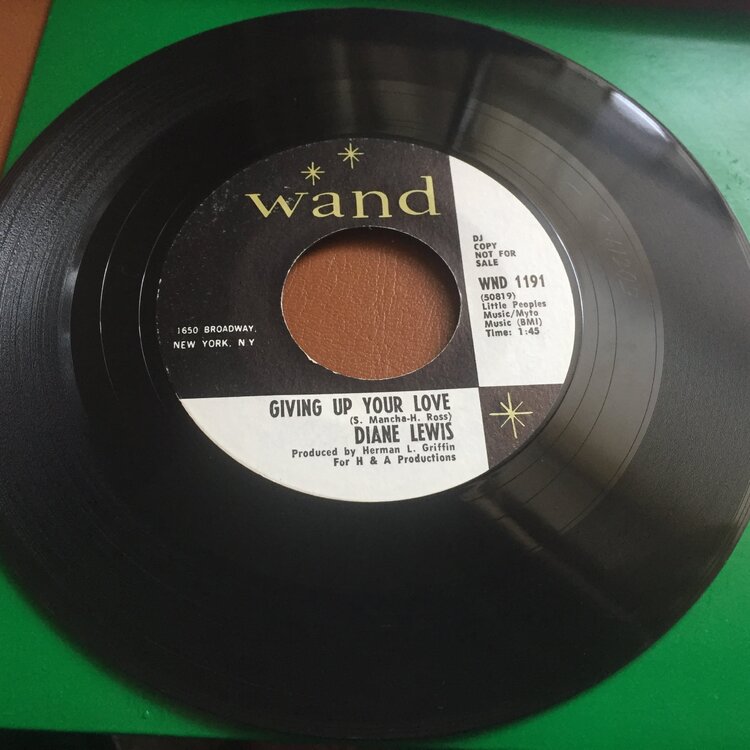 wand
DJ
COPY
NOT FOR
SALE
WND 1191
(50819)
Little Peoples
Music/Myto
Music (BMI)
Time: 1:45
1650 BROADWAY,
NEW YORK, N Y
GIVING UP YOUR LOVE
(S. Mancha-H. Ross)
DIANE LEWIS
Produced by Herman L. Griffin
For H & A Productions